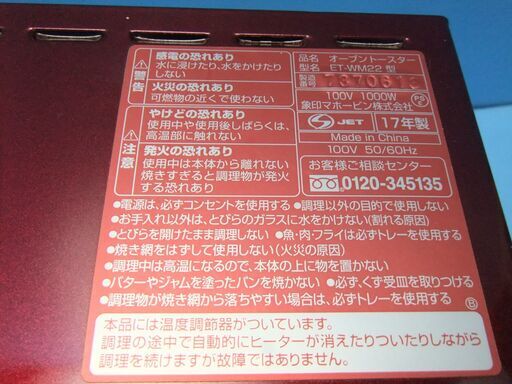 感電の恐れあり
水に浸けたり、水をかけたり
しない
火災の恐れあり
可燃物の近くで使わない
警告
やけどの恐れあり
使用中や使用後しばらくは、
高温部に触れない
発火の恐れあり
使用中は本体から離れない
焼きすぎると調理物が発火
する恐れあり
注意
品名 オーブントースター
型名 ET-WM22 型
製造番号
100V 1000W
象印マホービン株式会社
PSE
JET 17年製
Made in China
100V 50/60Hz
お客様ご相談センター
0120-345135
●電源は、必ずコンセントを使用する ●調理以外の目的で使用しない
●お手入れ以外は、とびらのガラスに水をかけない(割れる原因)
●とびらを開けたまま調理しない ●魚・肉・フライは必ずトレーを使用する
●焼き網をはずして使用しない(火災の原因)
●調理中は高温になるので、本体の上に物を置かない
●バターやジャムを塗ったパンを焼かない ●必ず、くず受皿を取りつける
●調理物が焼き網から落ちやすい場合は、必ずトレーを使用する
B
本品には温度調節器がついています。
調理の途中で自動的にヒーターが消えたりついたりしながら
調理を続けますが故障ではありません。